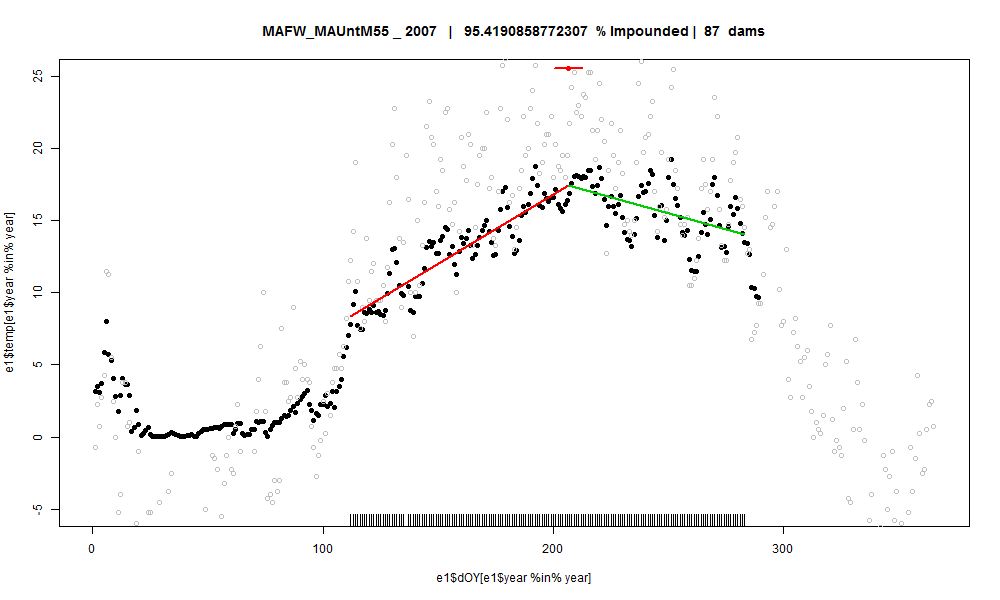 MAFW_MAUntM55 _ 2007 | 95.4190858772307 % Impounded | 87 dams
25
20
15
10
5
0
-5
e1$temp[e1$year %in% year]
0 100 200 300
e1$dOY[e1$year %in% year]